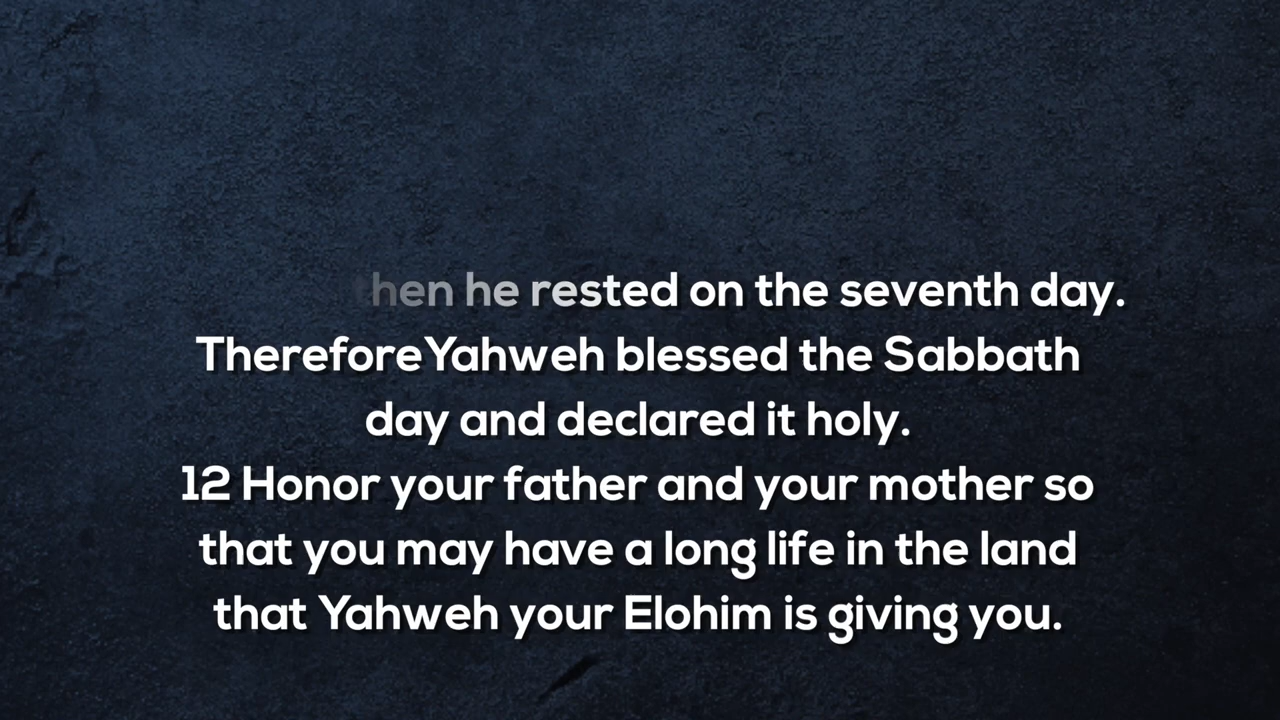 then he rested on the seventh day.
ThereforeYahweh blessed the Sabbath
day and declared it holy.
12 Honor your father and your mother so
that you may have a long life in the land
that Yahweh your Elohim is giving you.